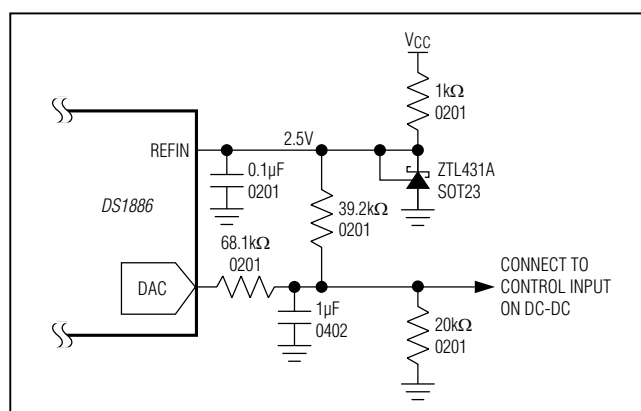 VCC
1kΩ
0201
2.5V
REFIN
0.1µF
0201
ZTL431A
SOT23
DS1886
39.2kΩ
0201
68.1kΩ
0201
DAC
CONNECT TO
CONTROL INPUT
ON DC-DC
1µF
0402
20kΩ
0201